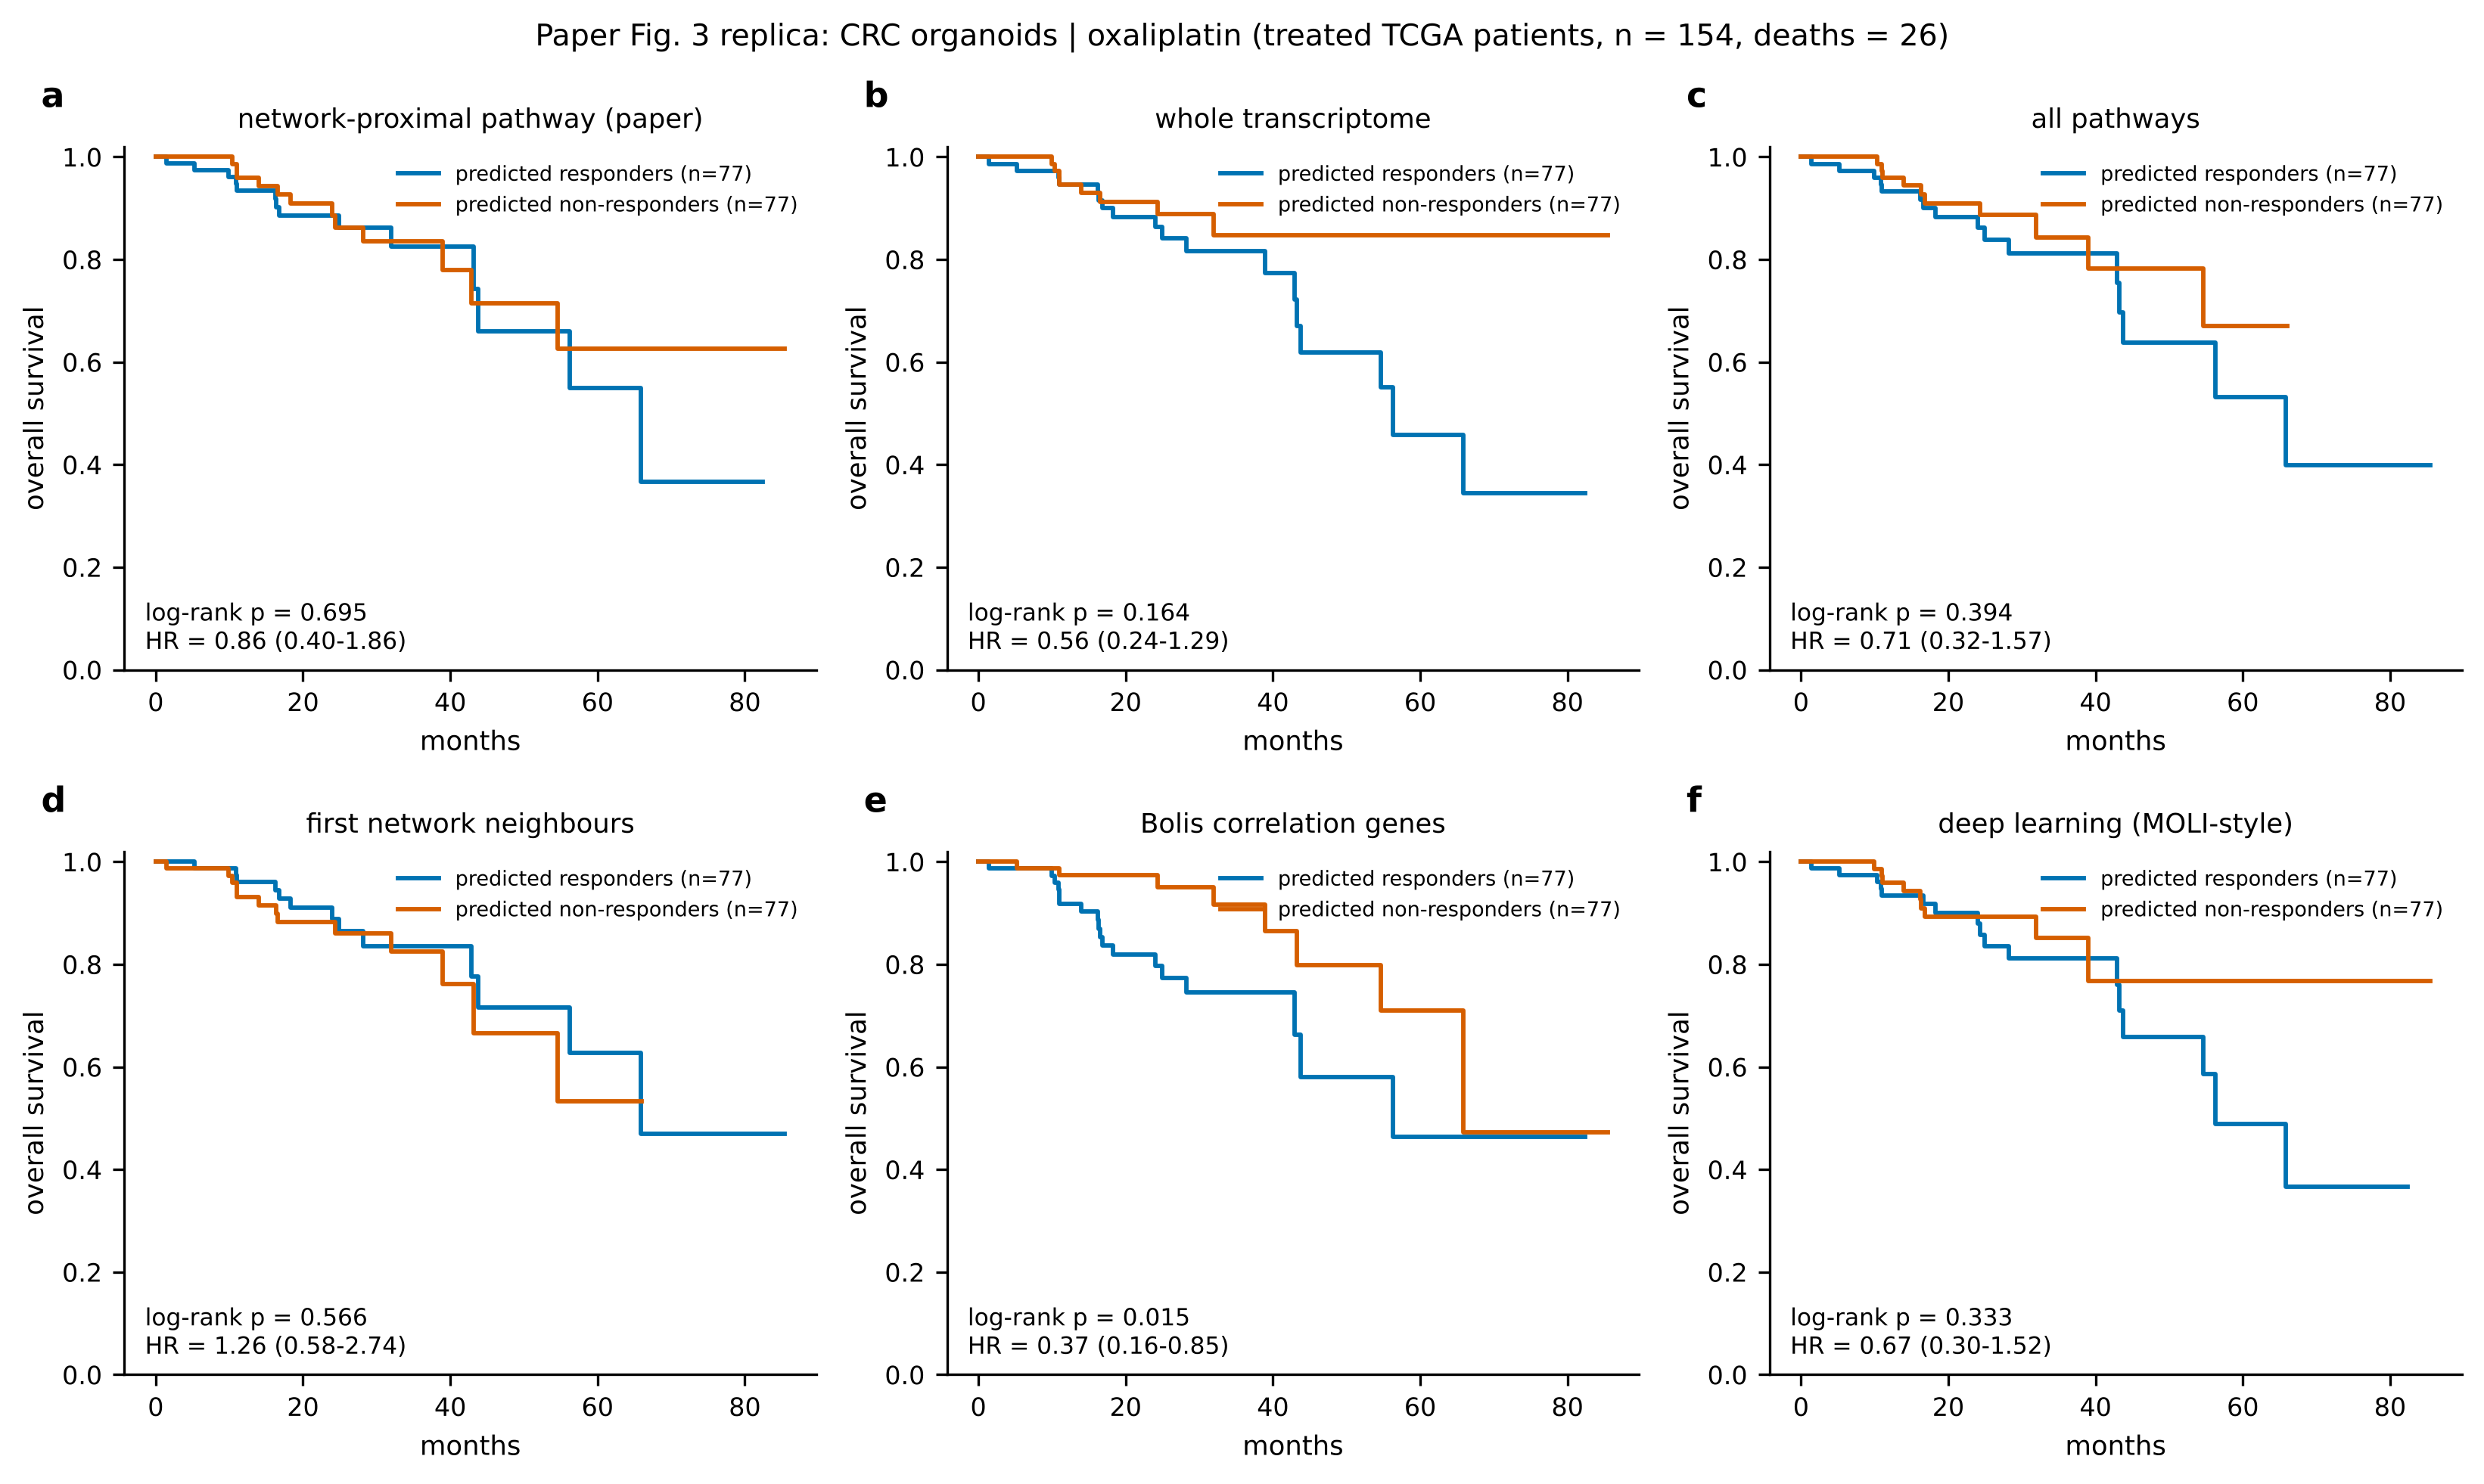 Paper Fig. 3 replica: CRC organoids | oxaliplatin (treated TCGA patients, n = 154, deaths = 26)
a
network-proximal pathway (paper)
predicted responders (n=77)
predicted non-responders (n=77)
overall survival
1.0
0.8
0.6
0.4
0.2
0.0
log-rank p = 0.695
HR = 0.86 (0.40-1.86)
0 20 40 60 80
months
b
whole transcriptome
predicted responders (n=77)
predicted non-responders (n=77)
overall survival
1.0
0.8
0.6
0.4
0.2
0.0
log-rank p = 0.164
HR = 0.56 (0.24-1.29)
0 20 40 60 80
months
c
all pathways
predicted responders (n=77)
predicted non-responders (n=77)
overall survival
1.0
0.8
0.6
0.4
0.2
0.0
log-rank p = 0.394
HR = 0.71 (0.32-1.57)
0 20 40 60 80
months
d
first network neighbours
predicted responders (n=77)
predicted non-responders (n=77)
overall survival
1.0
0.8
0.6
0.4
0.2
0.0
log-rank p = 0.566
HR = 1.26 (0.58-2.74)
0 20 40 60 80
months
e
Bolis correlation genes
predicted responders (n=77)
predicted non-responders (n=77)
overall survival
1.0
0.8
0.6
0.4
0.2
0.0
log-rank p = 0.015
HR = 0.37 (0.16-0.85)
0 20 40 60 80
months
f
deep learning (MOLI-style)
predicted responders (n=77)
predicted non-responders (n=77)
overall survival
1.0
0.8
0.6
0.4
0.2
0.0
log-rank p = 0.333
HR = 0.67 (0.30-1.52)
0 20 40 60 80
months